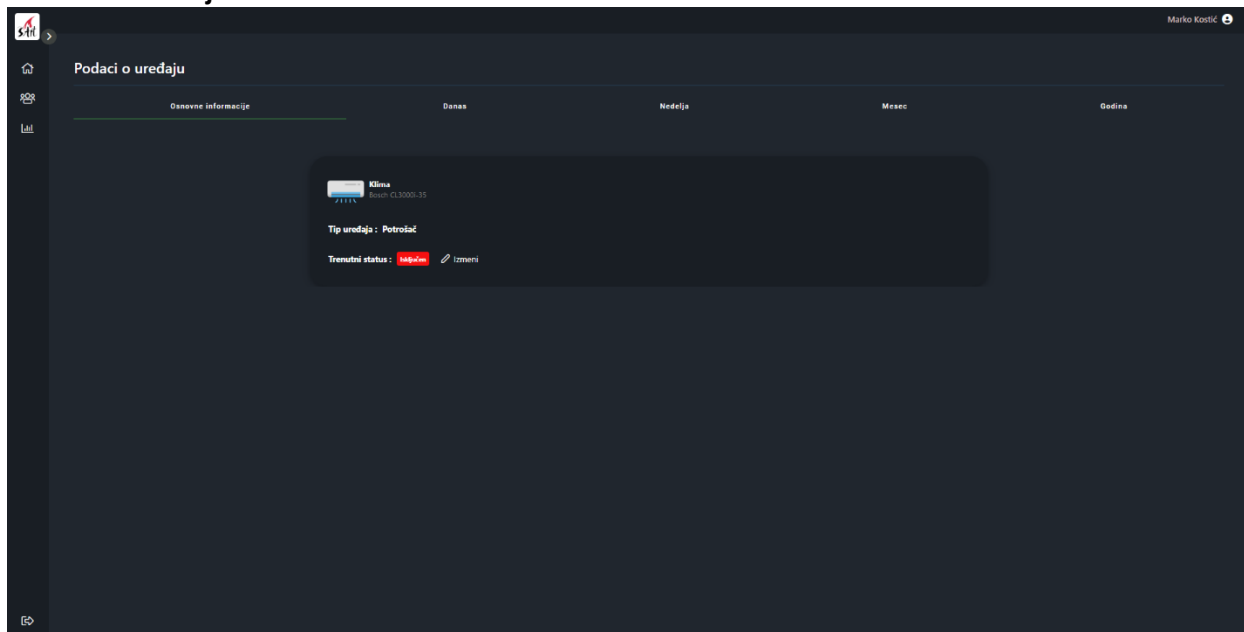 Marko Kostić
Podaci o uređaju
Osnovne informacije Danas Nedelja Mesec Godina
Klima
Bosch CL3000i-35
Tip uređaja : Potrošač
Trenutni status : Isključen Izmeni